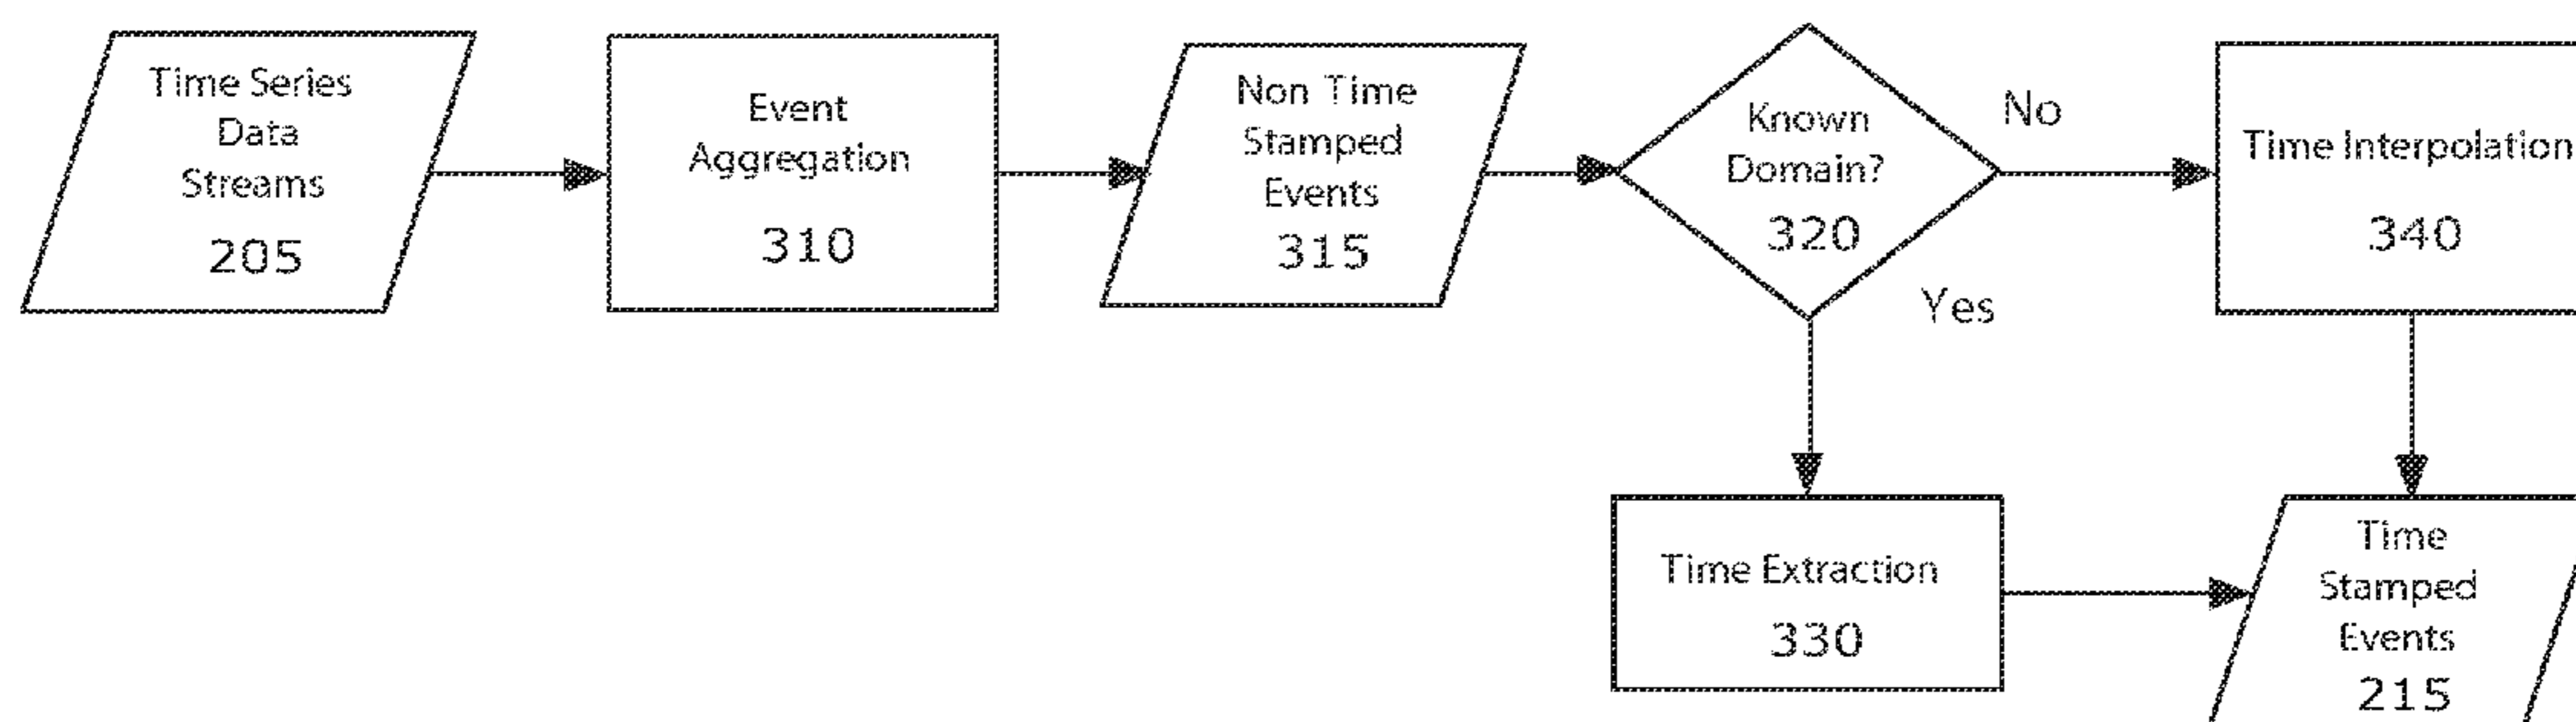 Time Series
Data
Streams
205
Event
Aggregation
310
Non Time
Stamped
Events
315
Known
Domain?
320
No
Yes
Time Interpolation
340
Time Extraction
330
Time
Stamped
Events
215